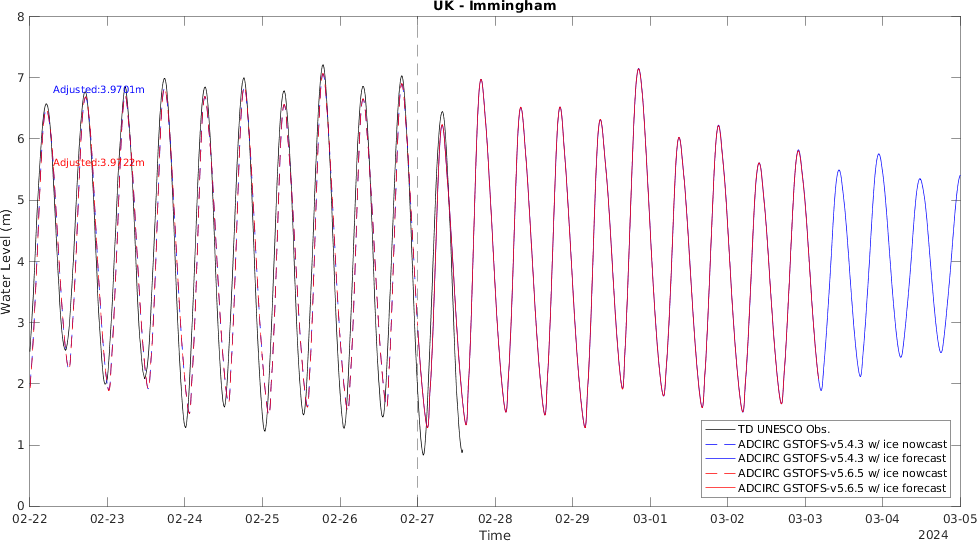 UK - Immingham
8
7
6
5
4
3
2
1
0
Water Level (m)
Adjusted:3.9701m
Adjusted:3.9722m
TD UNESCO Obs.
ADCIRC GSTOFS-v5.4.3 w/ ice nowcast
ADCIRC GSTOFS-v5.4.3 w/ ice forecast
ADCIRC GSTOFS-v5.6.5 w/ ice nowcast
ADCIRC GSTOFS-v5.6.5 w/ ice forecast
02-22 02-23 02-24 02-25 02-26 02-27 02-28 02-29 03-01 03-02 03-03 03-04 03-05
Time
2024